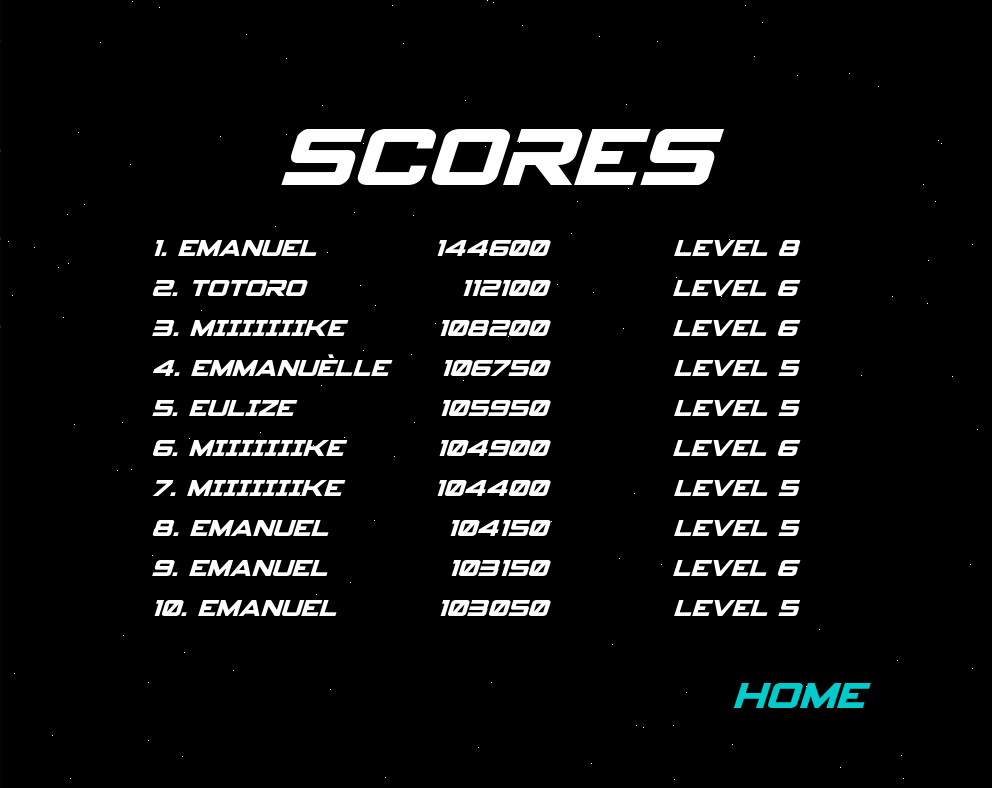 SCORES
1. EMANUEL 144600 LEVEL 8
2. TOTORO 112100 LEVEL 6
3. MIIIIIIIKE 108200 LEVEL 6
4. EMMANUÈLLE 106750 LEVEL 5
5. EULIZE 105950 LEVEL 5
6. MIIIIIIIKE 104900 LEVEL 6
7. MIIIIIIIKE 104400 LEVEL 5
8. EMANUEL 104150 LEVEL 5
9. EMANUEL 103150 LEVEL 6
10. EMANUEL 103050 LEVEL 5
HOME